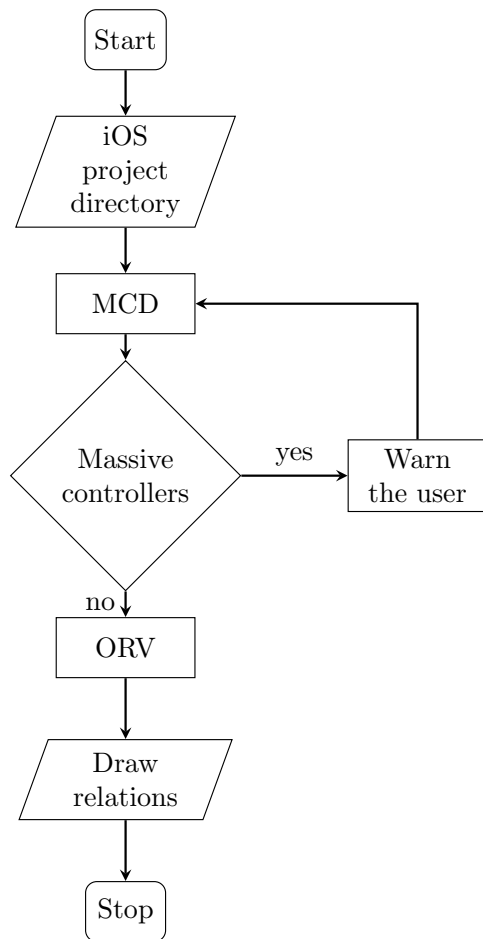 Start
iOS
project
directory
MCD
Massive
controllers
yes
Warn
the user
no
ORV
Draw
relations
Stop